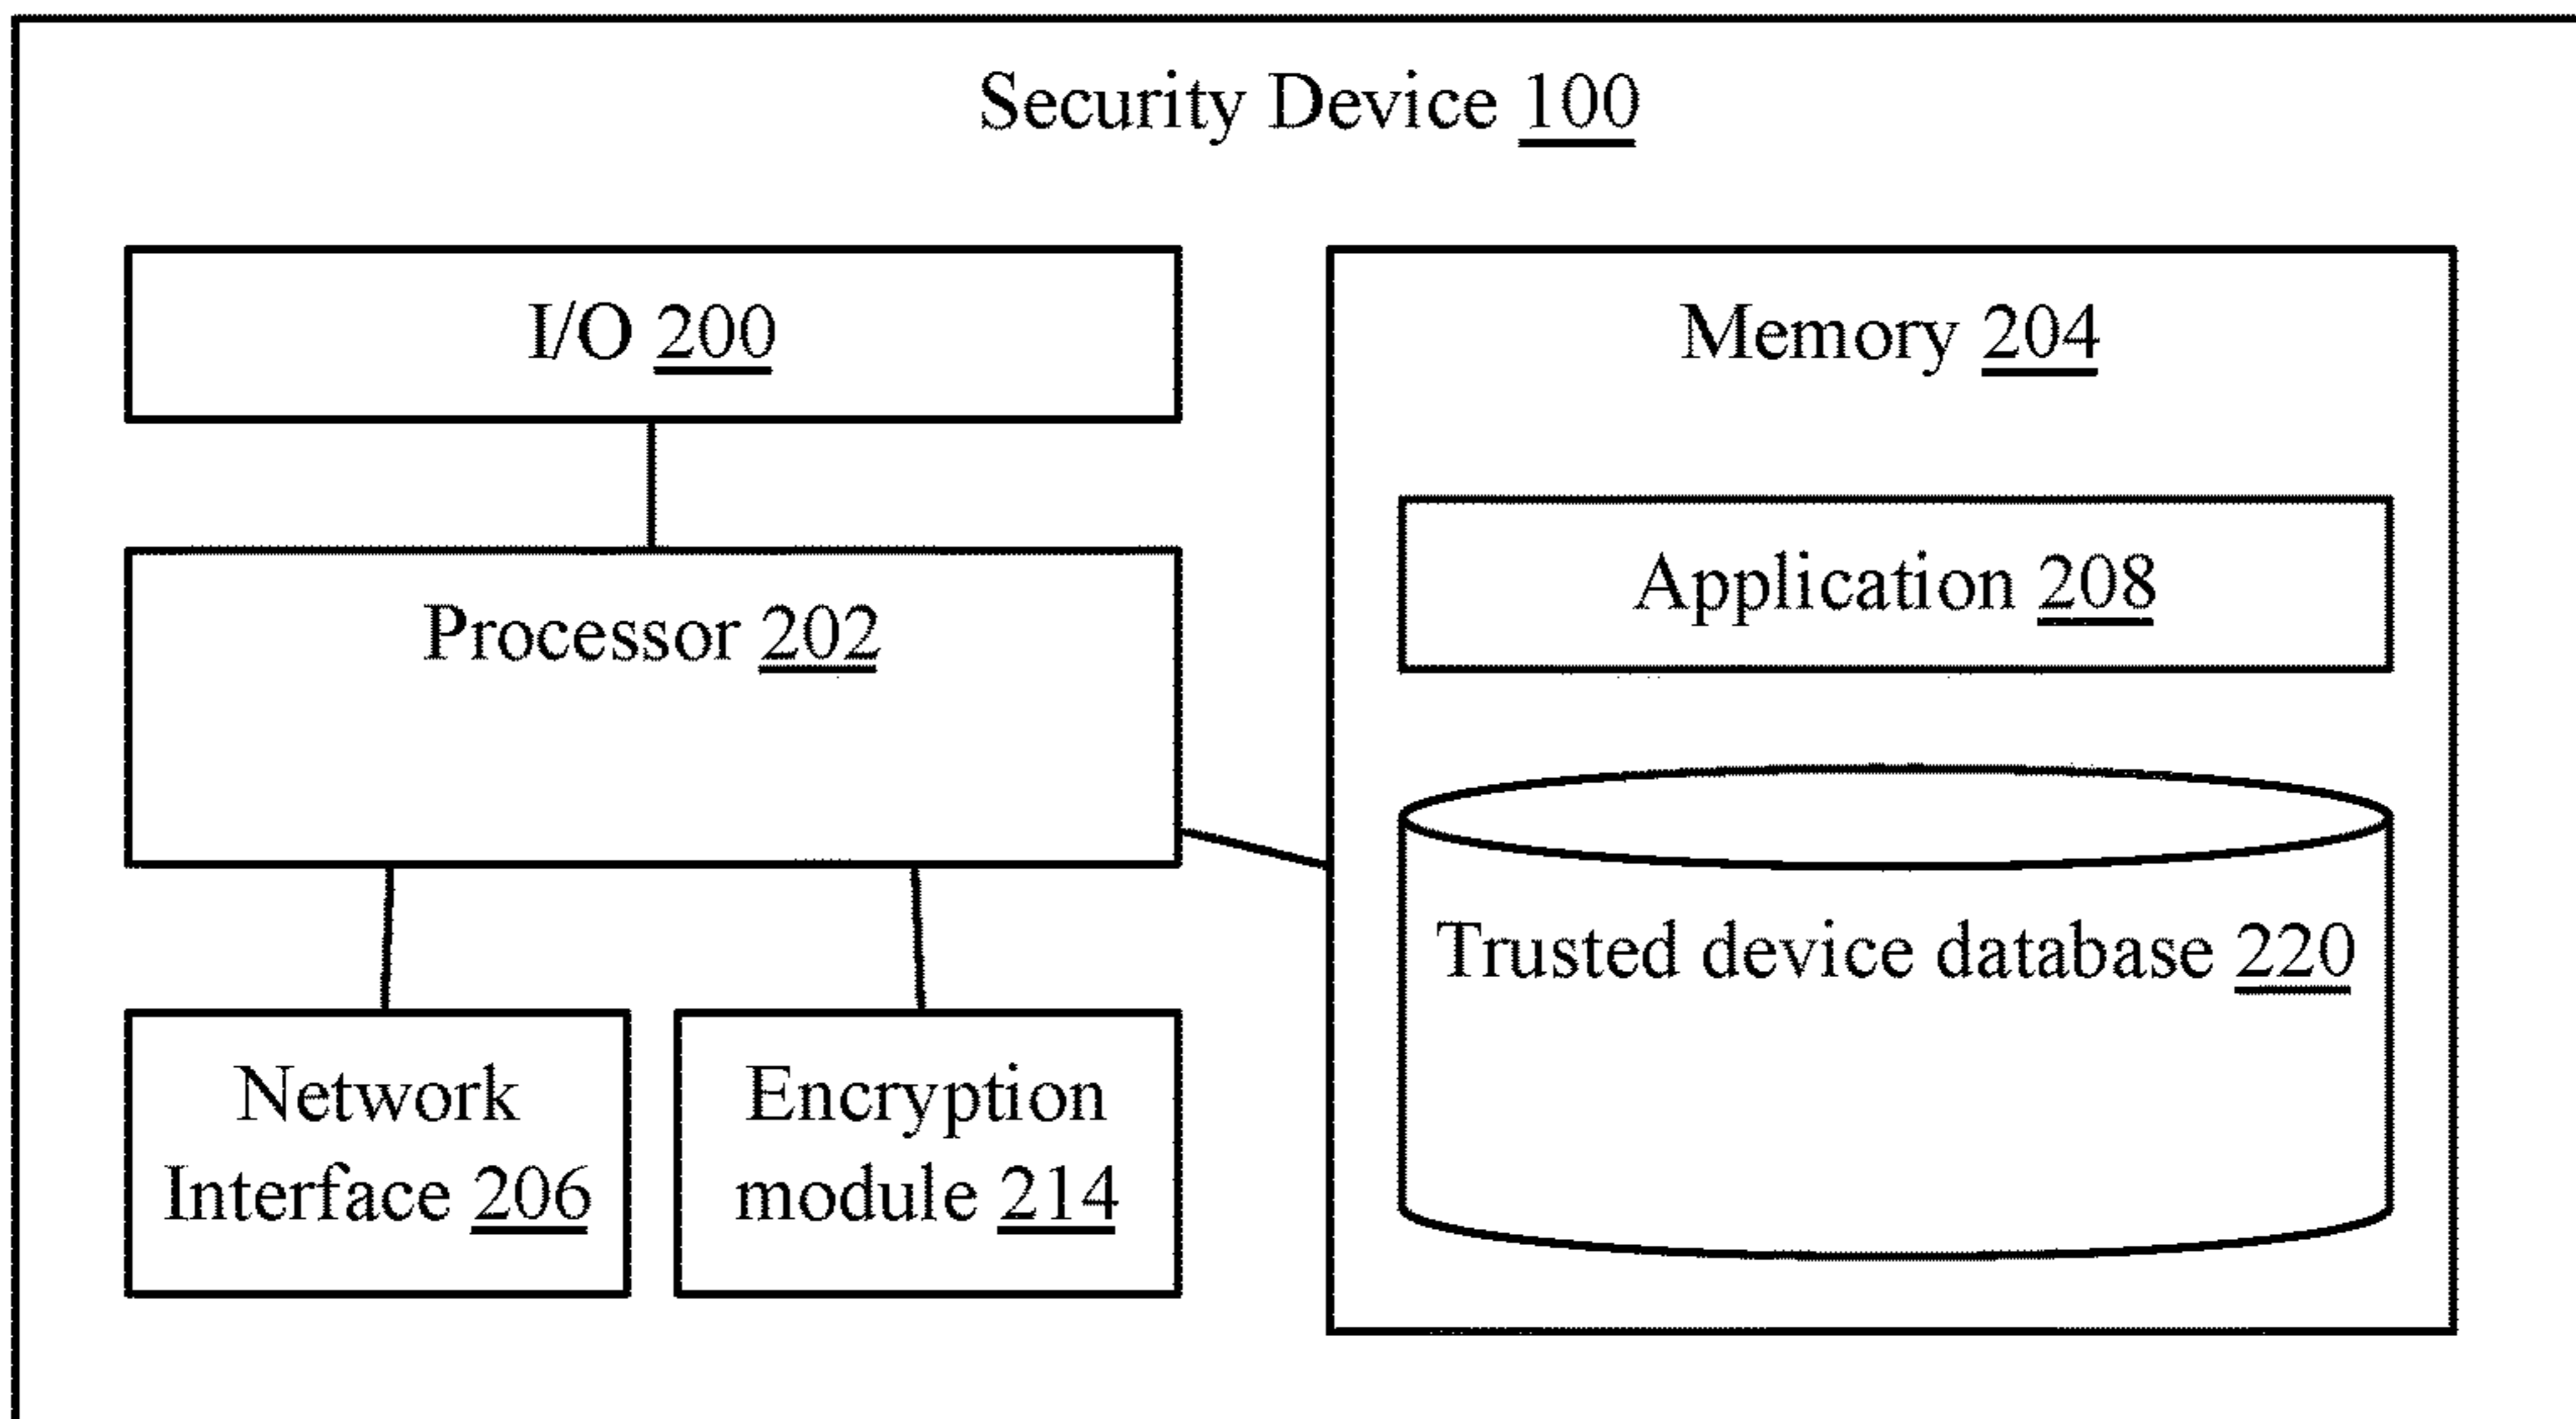 Security Device 100
I/O 200
Processor 202
Network
Interface 206
Encryption
module 214
Memory 204
Application 208
Trusted device database 220